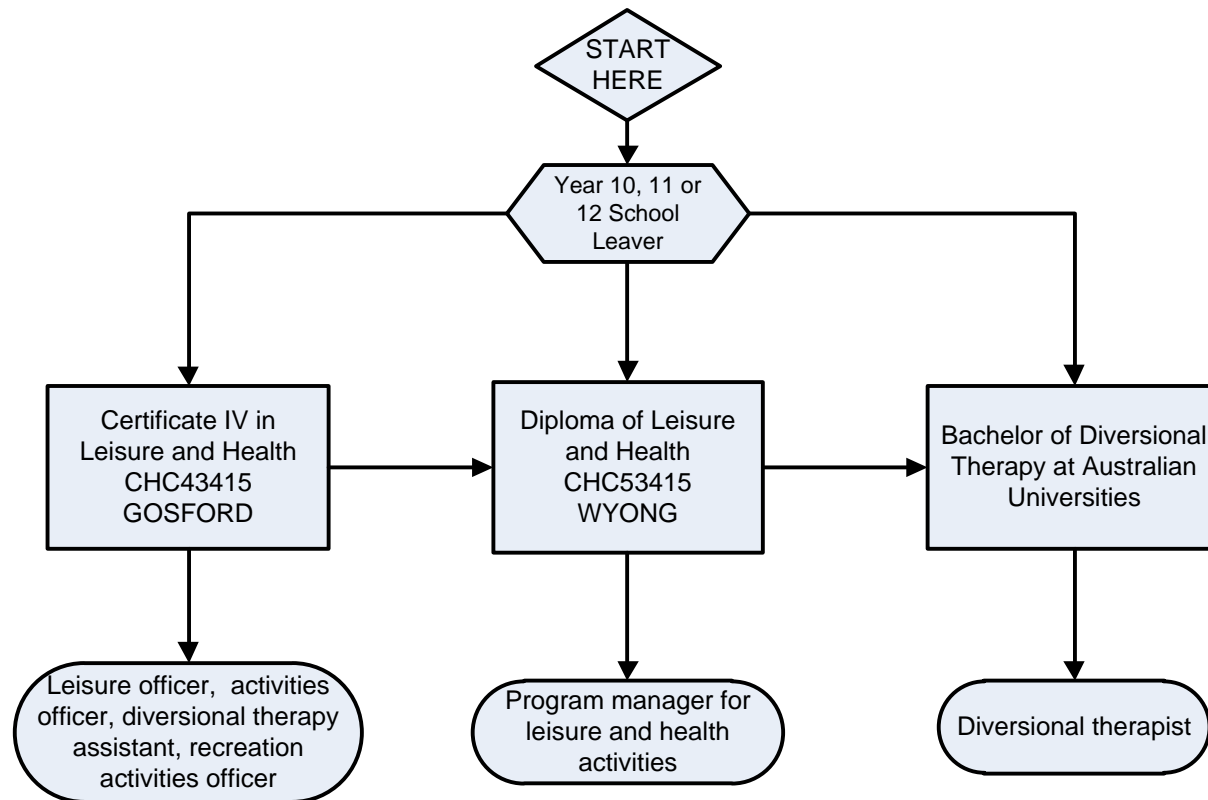 START
HERE
Year 10, 11 or
12 School
Leaver
Certificate IV in
Leisure and Health
CHC43415
GOSFORD
Diploma of Leisure
and Health
CHC53415
WYONG
Bachelor of Diversional
Therapy at Australian
Universities
Leisure officer,  activities
officer, diversional therapy
assistant, recreation
activities officer
Program manager for
leisure and health
activities
Diversional therapist